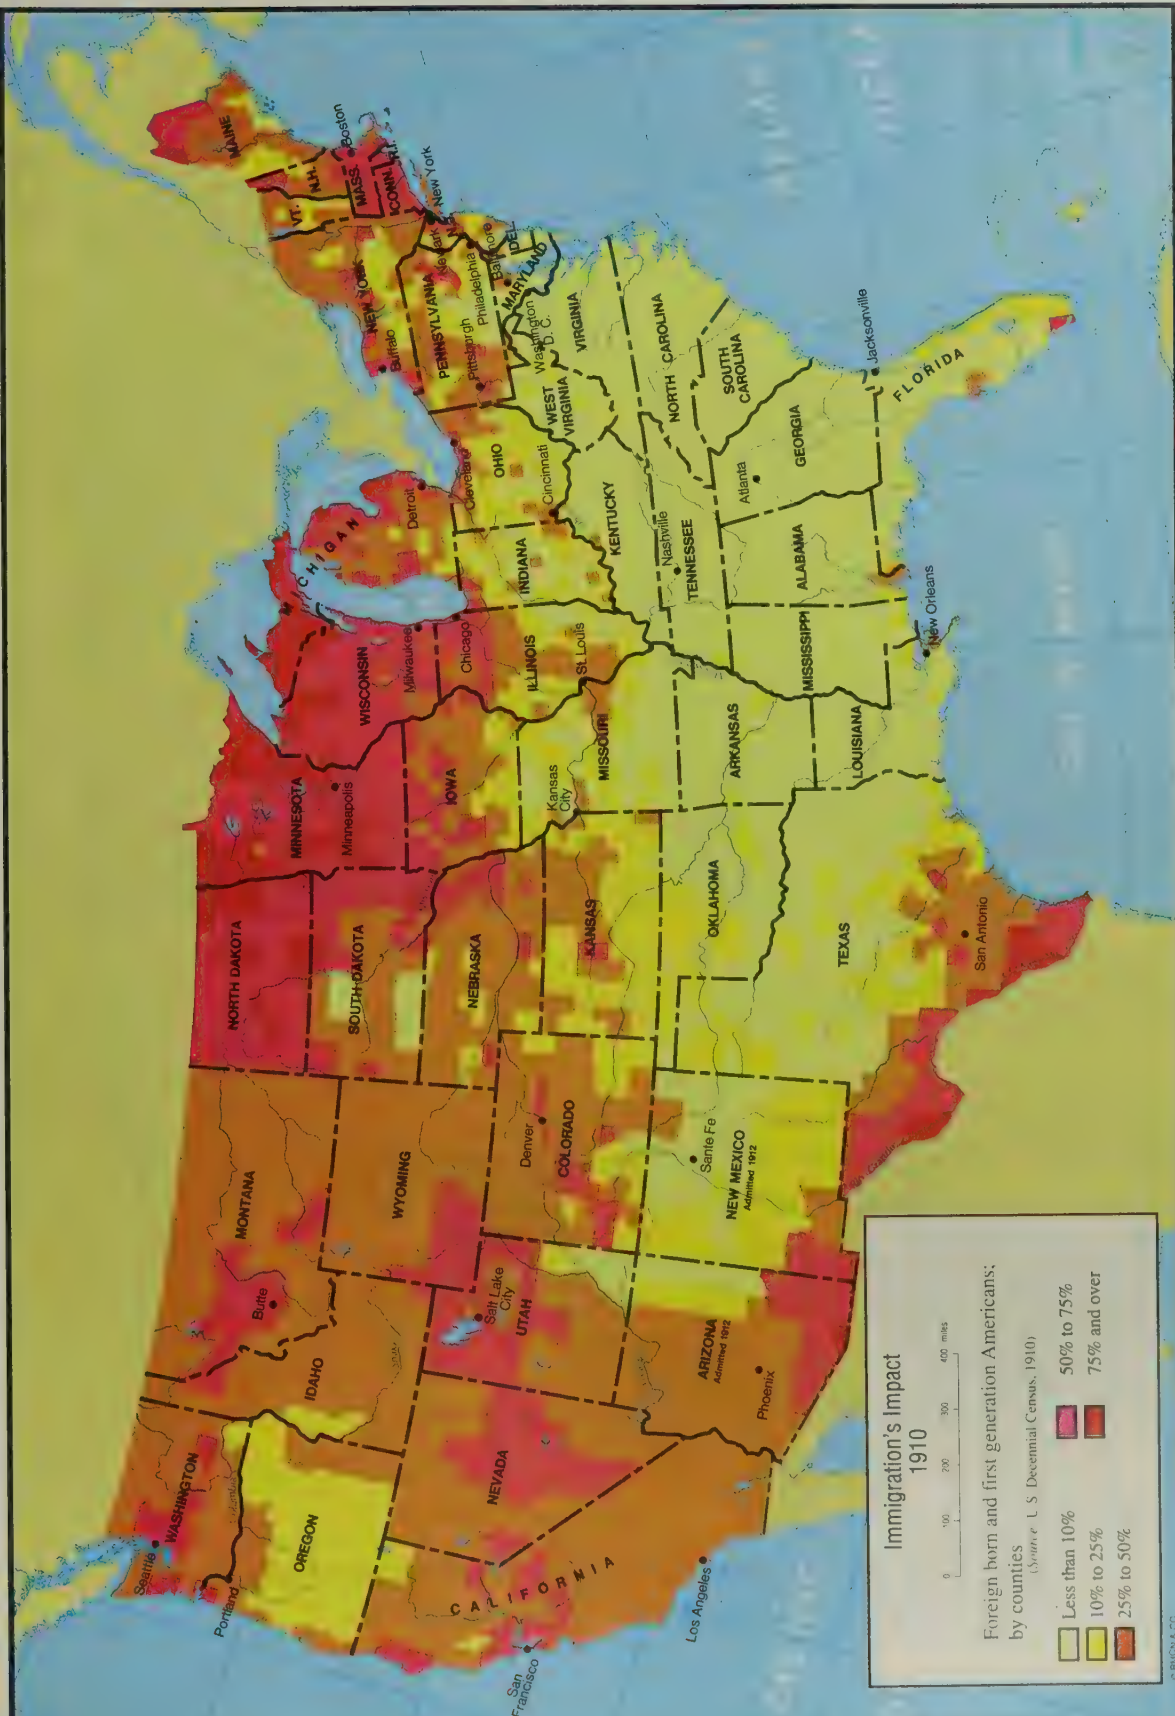 Immigration's Impact
1910
0 100 200 300 400 miles
Foreign born and first generation Americans;
by counties
(Source U S Decennial Census, 1910)
Less than 10%
10% to 25%
25% to 50%
50% to 75%
75% and over
WASHINGTON
Seattle
Portland
OREGON
CALIFORNIA
San
Francisco
Los Angeles
NEVADA
IDAHO
MONTANA
Butte
WYOMING
UTAH
Salt Lake
City
ARIZONA
Admitted 1912
Phoenix
COLORADO
Denver
NEW MEXICO
Admitted 1912
Sante Fe
NORTH DAKOTA
SOUTH DAKOTA
NEBRASKA
KANSAS
OKLAHOMA
TEXAS
San Antonio
MINNESOTA
Minneapolis
IOWA
MISSOURI
Kansas
City
St. Louis
ARKANSAS
LOUISIANA
New Orleans
WISCONSIN
Milwaukee
ILLINOIS
Chicago
MICHIGAN
Detroit
INDIANA
OHIO
Cleveland
Cincinnati
KENTUCKY
TENNESSEE
Nashville
MISSISSIPPI
ALABAMA
GEORGIA
Atlanta
FLORIDA
Jacksonville
SOUTH
CAROLINA
NORTH CAROLINA
VIRGINIA
WEST
VIRGINIA
Washington
D.C.
MARYLAND
Baltimore
DEL.
PENNSYLVANIA
Pittsburgh
Philadelphia
N.J.
Newark
NEW YORK
Buffalo
New York
CONN.
R.I.
MASS.
Boston
VT.
N.H.
MAINE